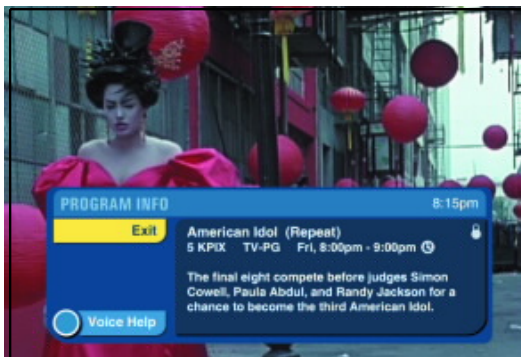 PROGRAM INFO 8:15pm
Exit
American Idol (Repeat)
5 KPIX TV-PG Fri, 8:00pm - 9:00pm
The final eight compete before judges Simon
Cowell, Paula Abdul, and Randy Jackson for a
chance to become the third American Idol.
Voice Help